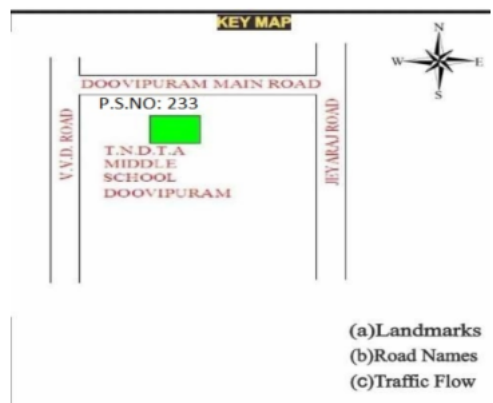 KEY MAP
N
W E
S
DOOVIPURAM MAIN ROAD
P.S.NO: 233
V.V.D. ROAD
JEYARAJ ROAD
T.N.D.T.A
MIDDLE
SCHOOL
DOOVIPURAM
(a)Landmarks
(b)Road Names
(C)Traffic Flow